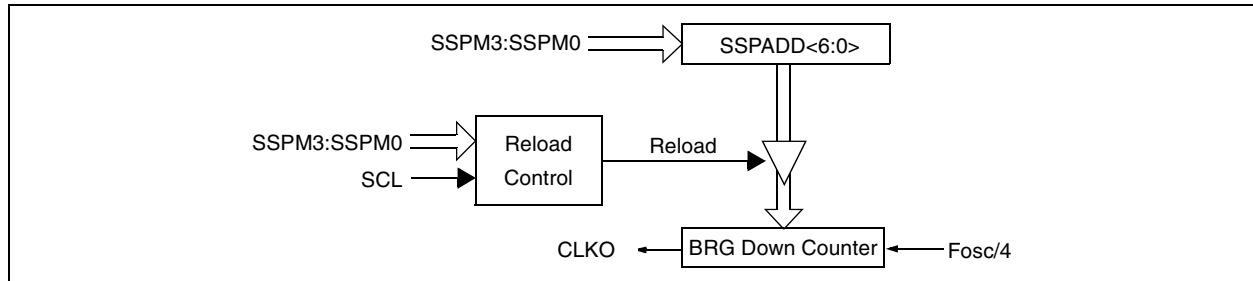 SSPM3:SSPM0
SSPADD<6:0>
SSPM3:SSPM0
SCL
Reload
Control
Reload
CLKO
BRG Down Counter
Fosc/4